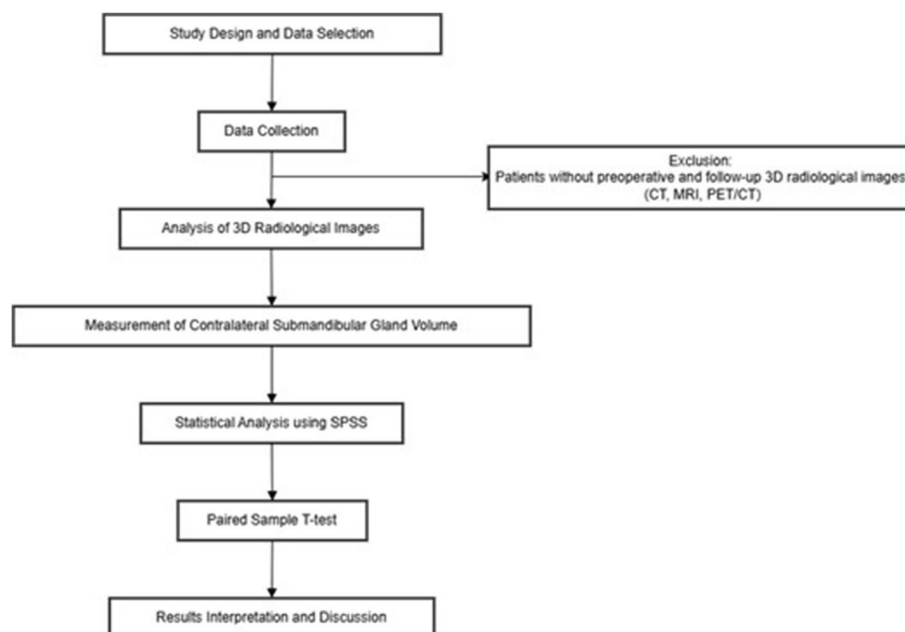 Study Design and Data Selection
Data Collection
Exclusion:
Patients without preoperative and follow-up 3D radiological images
(CT, MRI, PET/CT)
Analysis of 3D Radiological Images
Measurement of Contralateral Submandibular Gland Volume
Statistical Analysis using SPSS
Paired Sample T-test
Results Interpretation and Discussion